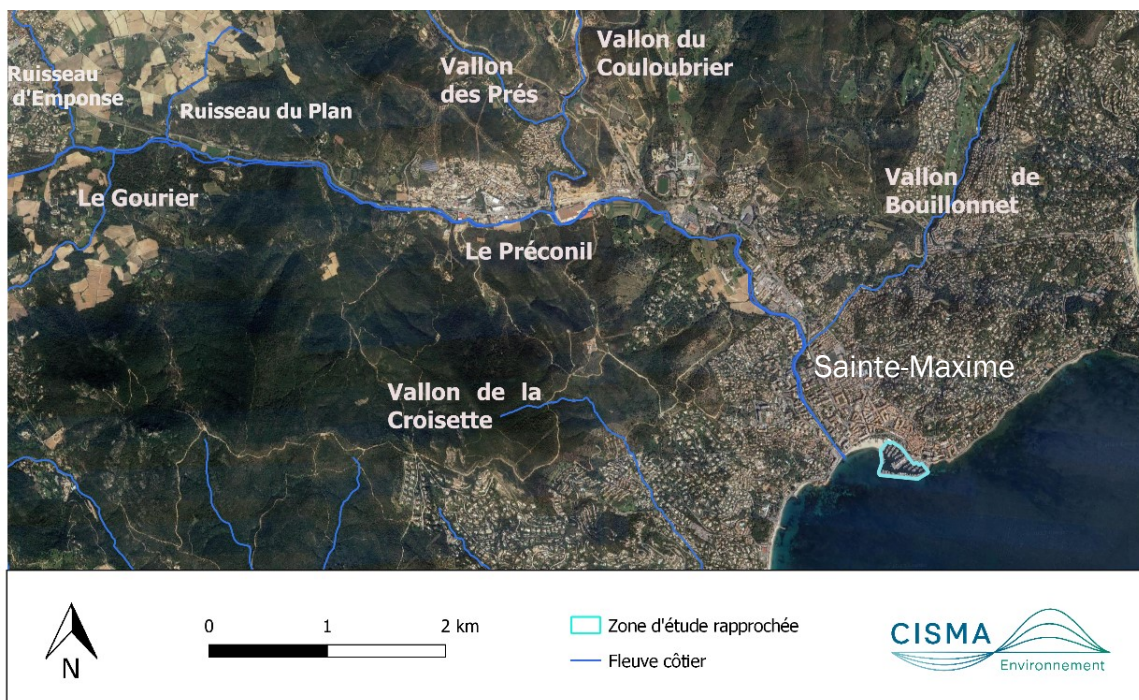 Ruisseau
d'Emponse
Ruisseau du Plan
Vallon
des Prés
Vallon du
Couloubrier
Le Gourier
Le Préconil
Vallon de
Bouillonnet
Vallon de la
Croisette
Sainte-Maxime
N
0 1 2 km
Zone d'étude rapprochée
Fleuve côtier
CISMA
Environnement